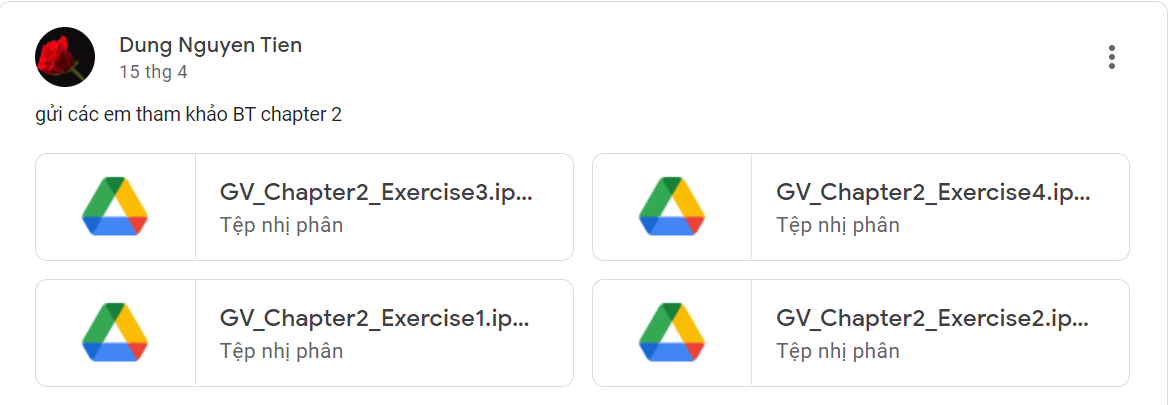 Dung Nguyen Tien
15 thg 4
gửi các em tham khảo BT chapter 2
GV_Chapter2_Exercise3.ip...
Tệp nhị phân
GV_Chapter2_Exercise4.ip...
Tệp nhị phân
GV_Chapter2_Exercise1.ip...
Tệp nhị phân
GV_Chapter2_Exercise2.ip...
Tệp nhị phân